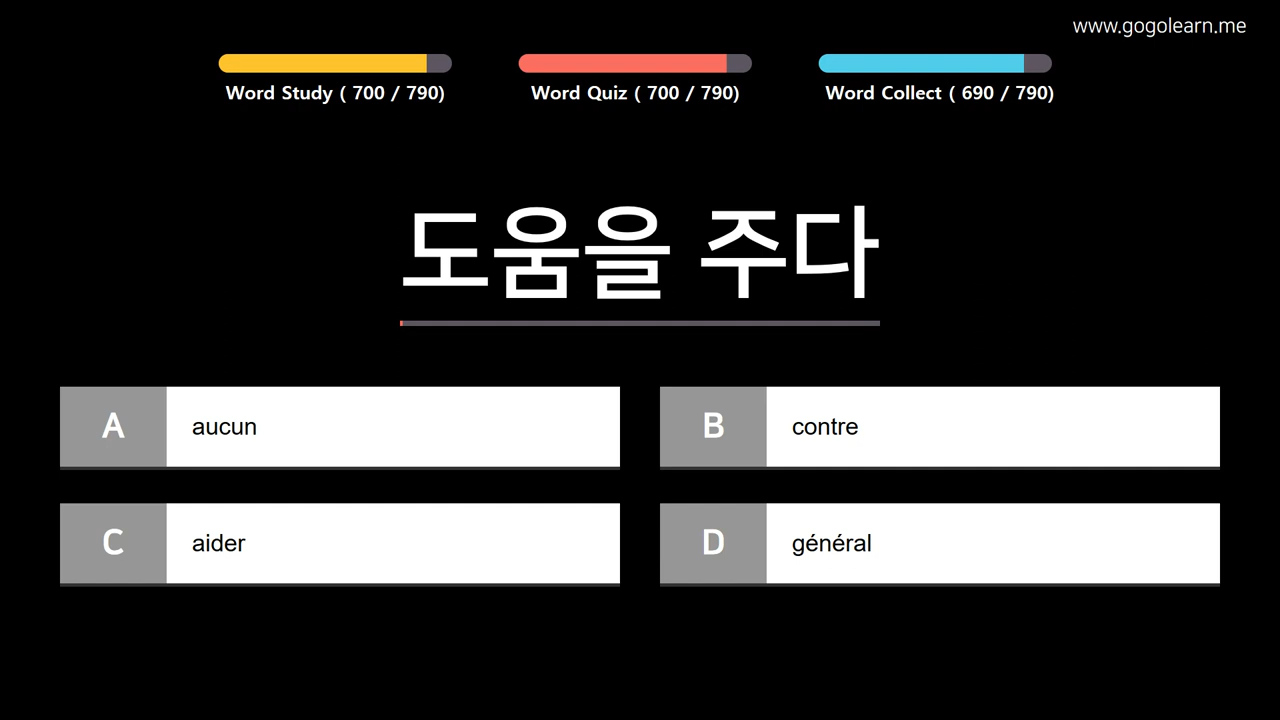 www.gogolearn.me
Word Study ( 700 / 790)
Word Quiz ( 700 / 790)
Word Collect ( 690 / 790)
도움을 주다
A aucun
B contre
C aider
D général